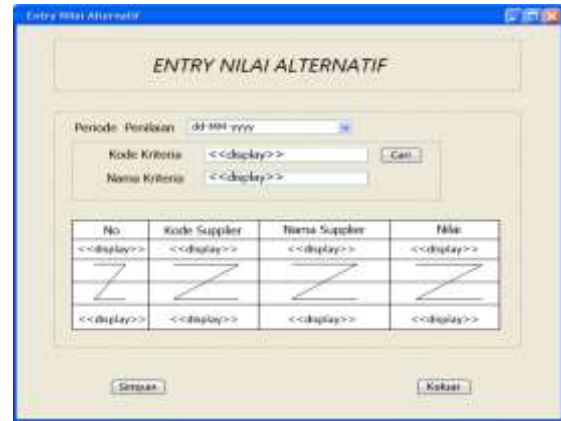 Entry Nilai Alternatif
ENTRY NILAI ALTERNATIF
Periode Penilaian dd-MM-yyyy
Kode Kriteria <<display>> Cari
Nama Kriteria <<display>>
No Kode Supplier Nama Supplier Nilai
<<display>> <<display>> <<display>> <<display>>
<<display>> <<display>> <<display>> <<display>>
Simpan Keluar